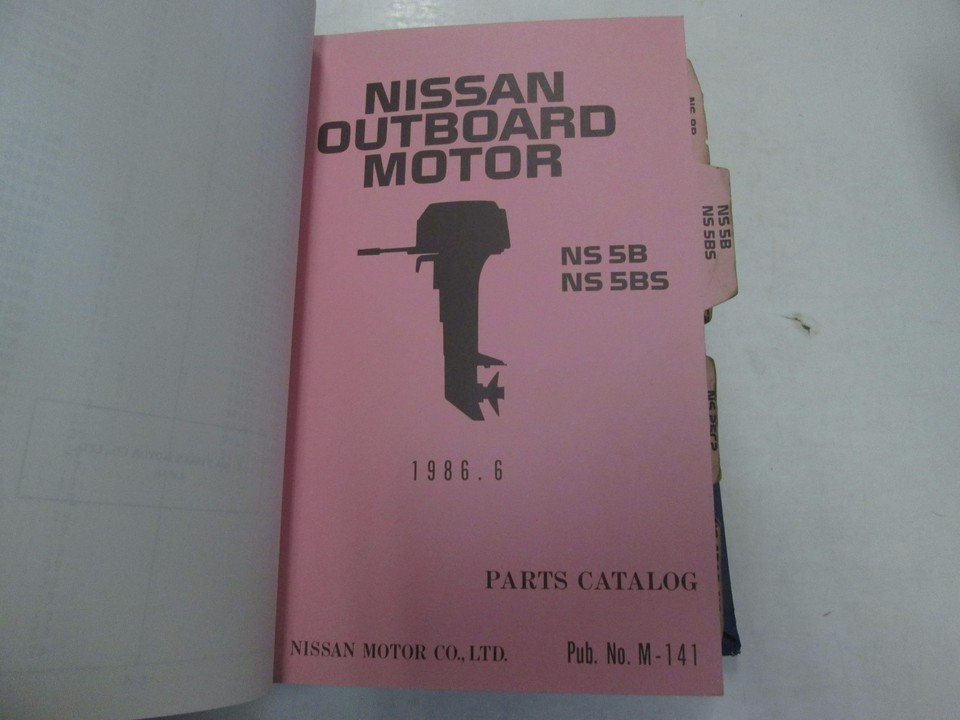 NISSAN
OUTBOARD
MOTOR
NS 5B
NS 5BS
1986.6
PARTS CATALOG
NISSAN MOTOR CO., LTD.
Pub. No. M-141
NS 5B
NS 5BS